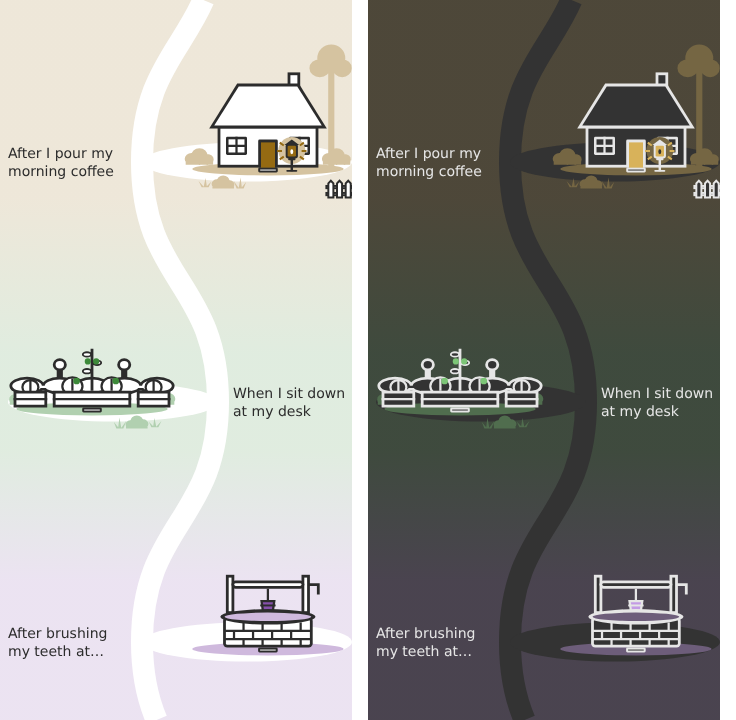 After I pour my
morning coffee
When I sit down
at my desk
After brushing
my teeth at...
After I pour my
morning coffee
When I sit down
at my desk
After brushing
my teeth at...